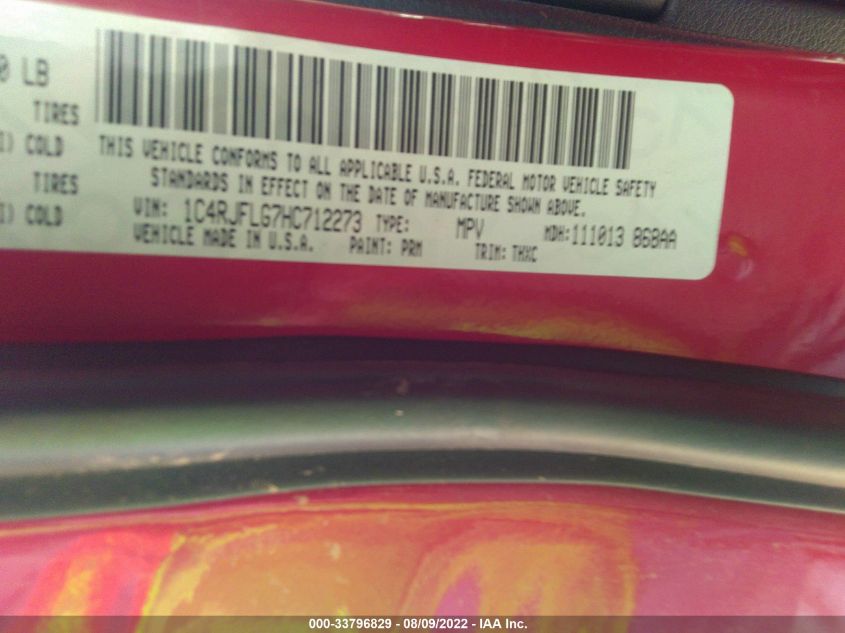 0 LB
TIRES
I) COLD
TIRES
I) COLD
THIS VEHICLE CONFORMS TO ALL APPLICABLE U.S.A. FEDERAL MOTOR VEHICLE SAFETY
STANDARDS IN EFFECT ON THE DATE OF MANUFACTURE SHOWN ABOVE.
VIN: 1C4RJFLG7HC712273 TYPE: MPV MDH:111013 868AA
VEHICLE MADE IN U.S.A. PAINT: PRM TRIM: TKXC
000-33796829 - 08/09/2022 - IAA Inc.